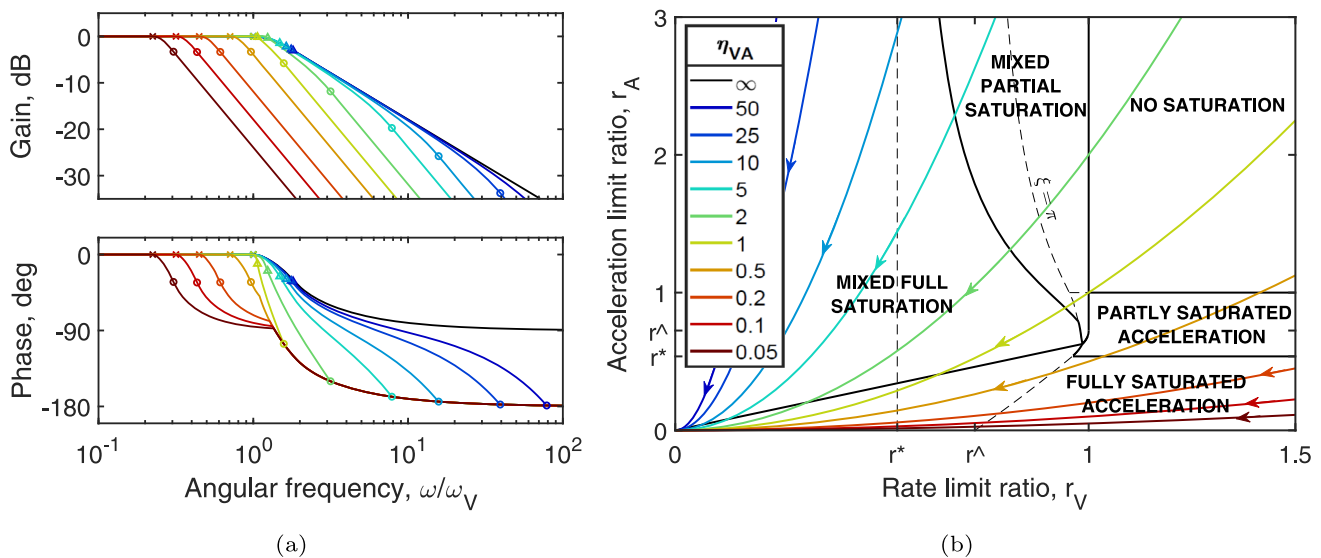 0
-10
-20
-30
Gain, dB
0
-90
-180
Phase, deg
10^-1
10^0
10^1
10^2
Angular frequency, ω/ω_V
(a)
3
2
1
r^
r*
0
Acceleration limit ratio, r_A
η_VA
∞
50
25
10
5
2
1
0.5
0.2
0.1
0.05
MIXED
PARTIAL
SATURATION
NO SATURATION
ξ=π
MIXED FULL
SATURATION
PARTLY SATURATED
ACCELERATION
FULLY SATURATED
ACCELERATION
0
r*
r^
1
1.5
Rate limit ratio, r_V
(b)